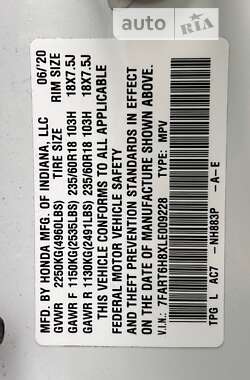 auto RIA
MFD. BY HONDA MFG. OF INDIANA, LLC 06/20
GVWR 2250KG(4960LBS) TIRE SIZE RIM SIZE
GAWR F 1150KG(2535LBS) 235/60R18 103H 18X7.5J
GAWR R 1130KG(2491LBS) 235/60R18 103H 18X7.5J
THIS VEHICLE CONFORMS TO ALL APPLICABLE
FEDERAL MOTOR VEHICLE SAFETY
AND THEFT PREVENTION STANDARDS IN EFFECT
ON THE DATE OF MANUFACTURE SHOWN ABOVE.
V.I.N.: 7FART6H8XLE009228 TYPE: MPV
TPG L AC7 -NH883P -A-E